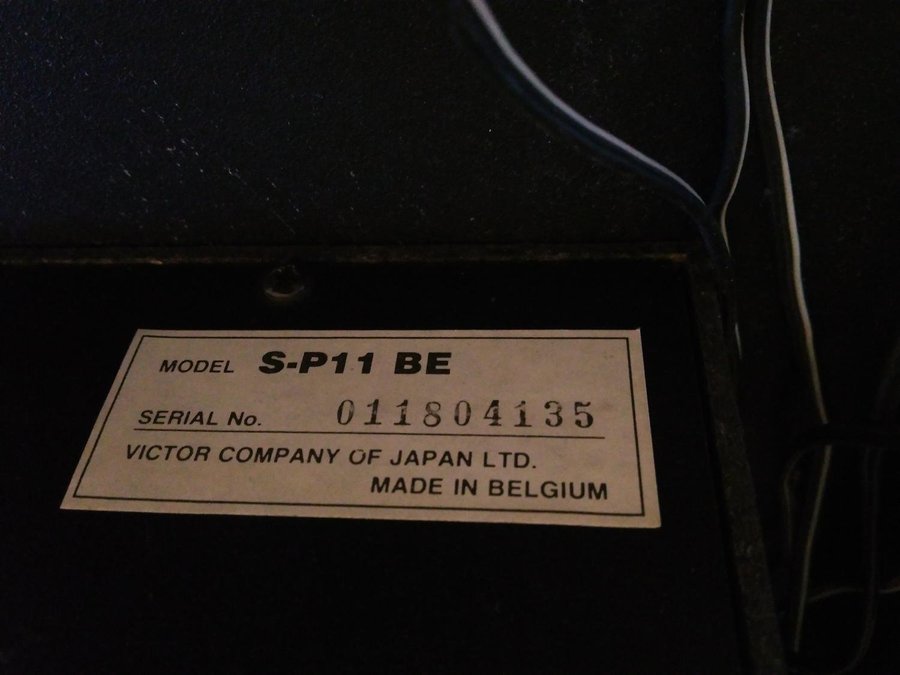 MODEL S-P11 BE
SERIAL No. 011804135
VICTOR COMPANY OF JAPAN LTD.
MADE IN BELGIUM